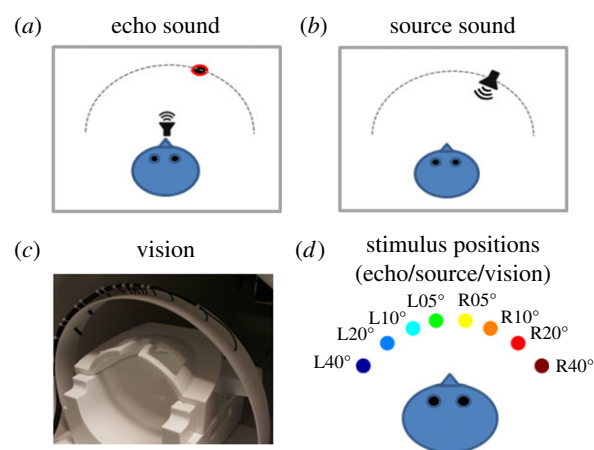 (a) echo sound
(b) source sound
(c) vision
(d) stimulus positions
(echo/source/vision)
L05° R05°
L10° R10°
L20° R20°
L40° R40°